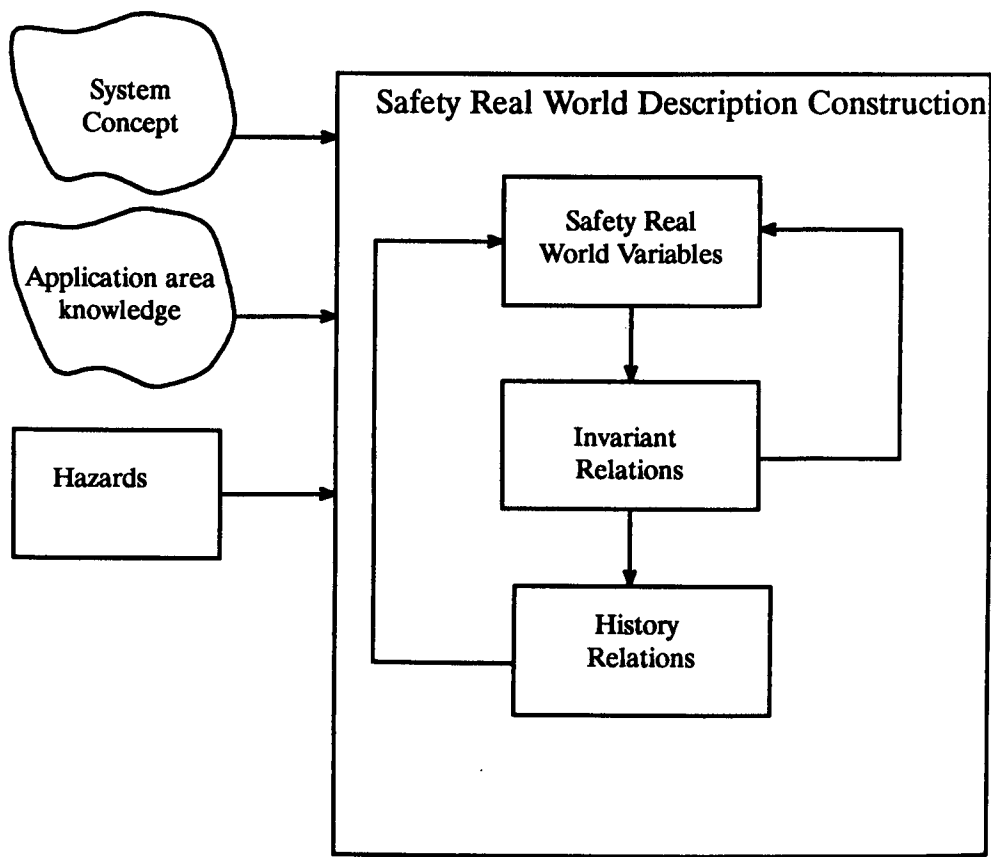 System
Concept
Application area
knowledge
Hazards
Safety Real World Description Construction
Safety Real
World Variables
Invariant
Relations
History
Relations